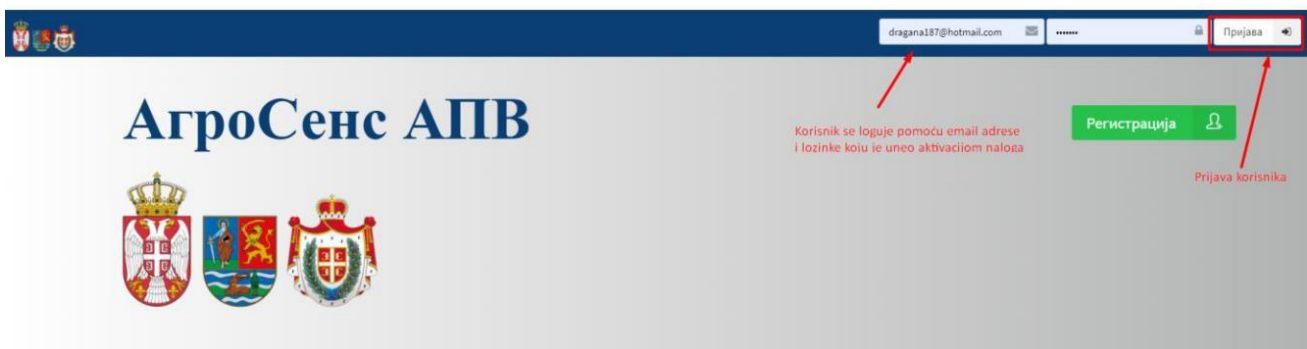 dragana187@hotmail.com ••••••• Пријава
АгроСенс АПВ
Регистрација
Korisnik se loguje pomoću email adrese
i lozinke koju je uneo aktivacijom naloga
Prijava korisnika